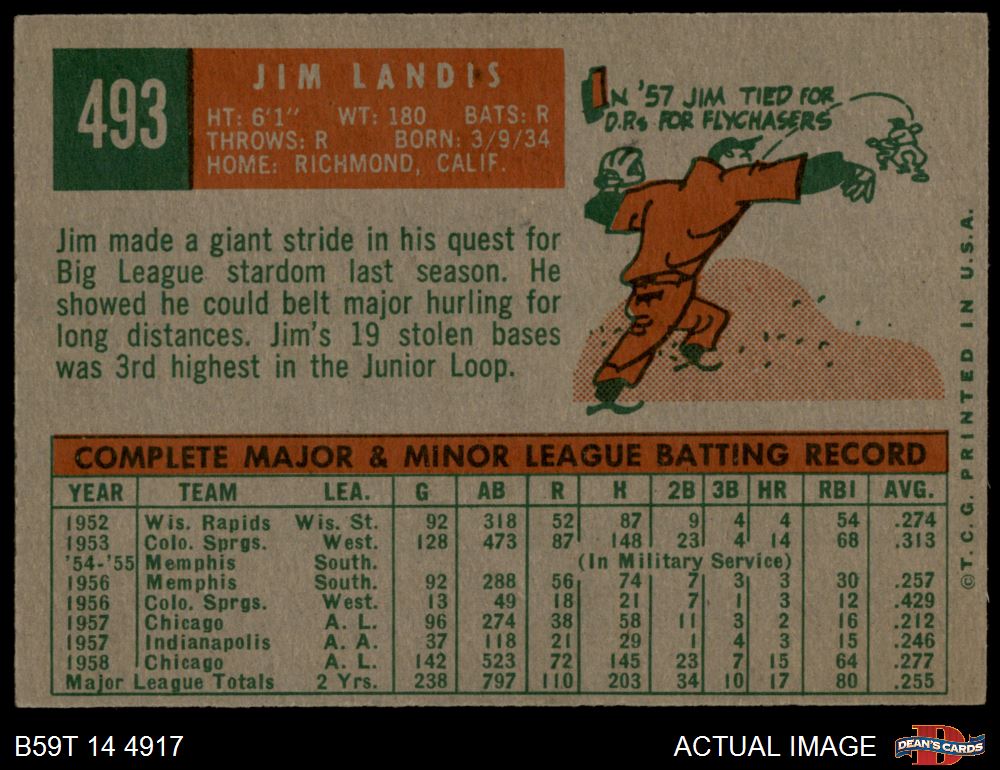 493
JIM LANDIS
HT: 6'1" WT: 180 BATS: R
THROWS: R BORN: 3/9/34
HOME: RICHMOND, CALIF.
IN '57 JIM TIED FOR
D.P.s FOR FLYCHASERS
Jim made a giant stride in his quest for
Big League stardom last season. He
showed he could belt major hurling for
long distances. Jim's 19 stolen bases
was 3rd highest in the Junior Loop.
COMPLETE MAJOR & MINOR LEAGUE BATTING RECORD
YEAR TEAM LEA. G AB R H 2B 3B HR RBI AVG.
1952 Wis. Rapids Wis. St. 92 318 52 87 9 4 4 54 .274
1953 Colo. Sprgs. West. 128 473 87 148 23 4 14 68 .313
'54-'55 Memphis South. (In Military Service)
1956 Memphis South. 92 288 56 74 7 3 3 30 .257
1956 Colo. Sprgs. West. 13 49 18 21 7 1 3 12 .429
1957 Chicago A. L. 96 274 38 58 11 3 2 16 .212
1957 Indianapolis A. A. 37 118 21 29 1 4 3 15 .246
1958 Chicago A. L. 142 523 72 145 23 7 15 64 .277
Major League Totals 2 Yrs. 238 797 110 203 34 10 17 80 .255
©T. C. G. PRINTED IN U.S.A.
B59T 14 4917
ACTUAL IMAGE
D
DEAN'S CARDS